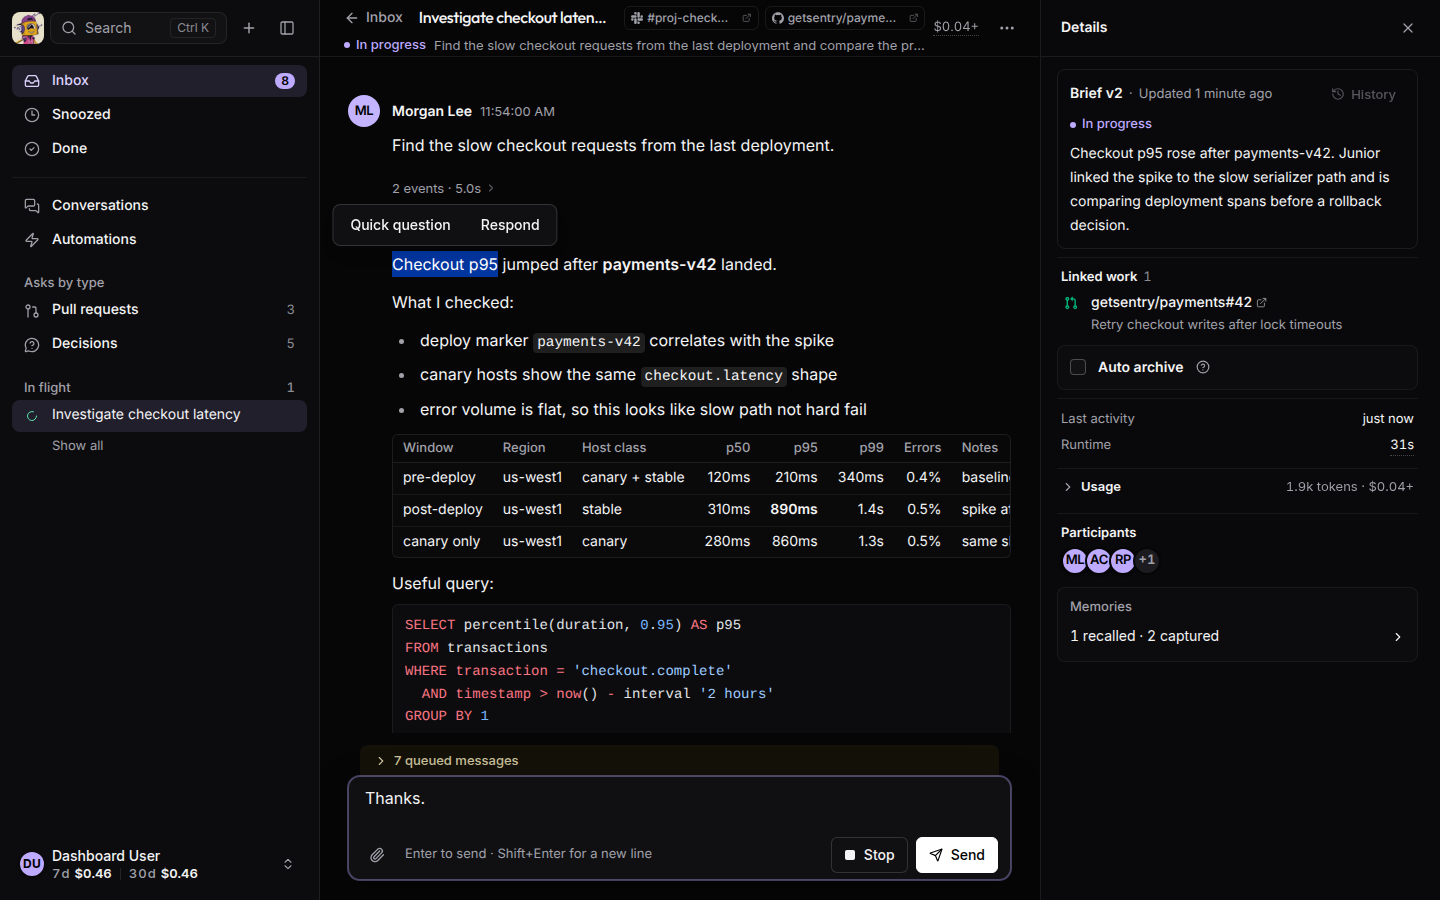 Search
Ctrl K
Inbox
8
Snoozed
Done
Conversations
Automations
Asks by type
Pull requests
3
Decisions
5
In flight
1
Investigate checkout latency
Show all
DU
Dashboard User
7d $0.46
30d $0.46
Inbox
Investigate checkout laten...
#proj-check...
getsentry/payme...
$0.04+
In progress
Find the slow checkout requests from the last deployment and compare the pr...
ML
Morgan Lee
11:54:00 AM
Find the slow checkout requests from the last deployment.
2 events · 5.0s
Quick question
Respond
Checkout p95 jumped after payments-v42 landed.
What I checked:
• deploy marker payments-v42 correlates with the spike
• canary hosts show the same checkout.latency shape
• error volume is flat, so this looks like slow path not hard fail
Window Region Host class p50 p95 p99 Errors Notes
pre-deploy us-west1 canary + stable 120ms 210ms 340ms 0.4% baselin
post-deploy us-west1 stable 310ms 890ms 1.4s 0.5% spike a
canary only us-west1 canary 280ms 860ms 1.3s 0.5% same s
Useful query:
SELECT percentile(duration, 0.95) AS p95
FROM transactions
WHERE transaction = 'checkout.complete'
AND timestamp > now() - interval '2 hours'
GROUP BY 1
7 queued messages
Thanks.
Enter to send · Shift+Enter for a new line
Stop
Send
Details
Brief v2 · Updated 1 minute ago
History
In progress
Checkout p95 rose after payments-v42. Junior
linked the spike to the slow serializer path and is
comparing deployment spans before a rollback
decision.
Linked work 1
getsentry/payments#42
Retry checkout writes after lock timeouts
Auto archive
Last activity
just now
Runtime
31s
Usage
1.9k tokens · $0.04+
Participants
ML
AC
RP
+1
Memories
1 recalled · 2 captured